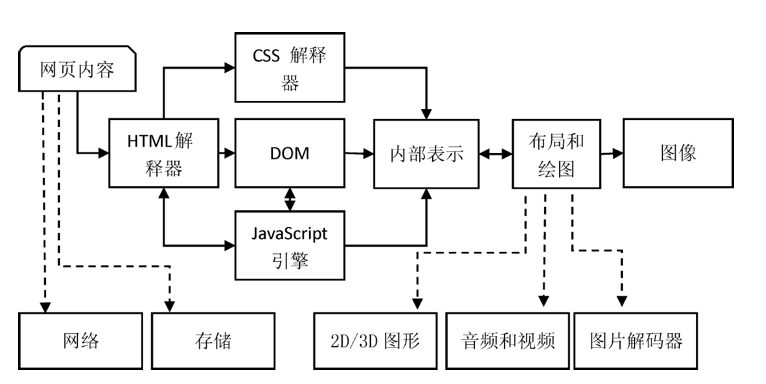 CSS 解释
器
网页内容
HTML解
释器
DOM
内部表示
布局和
绘图
图像
JavaScript
引擎
网络
存储
2D/3D 图形
音频和视频
图片解码器